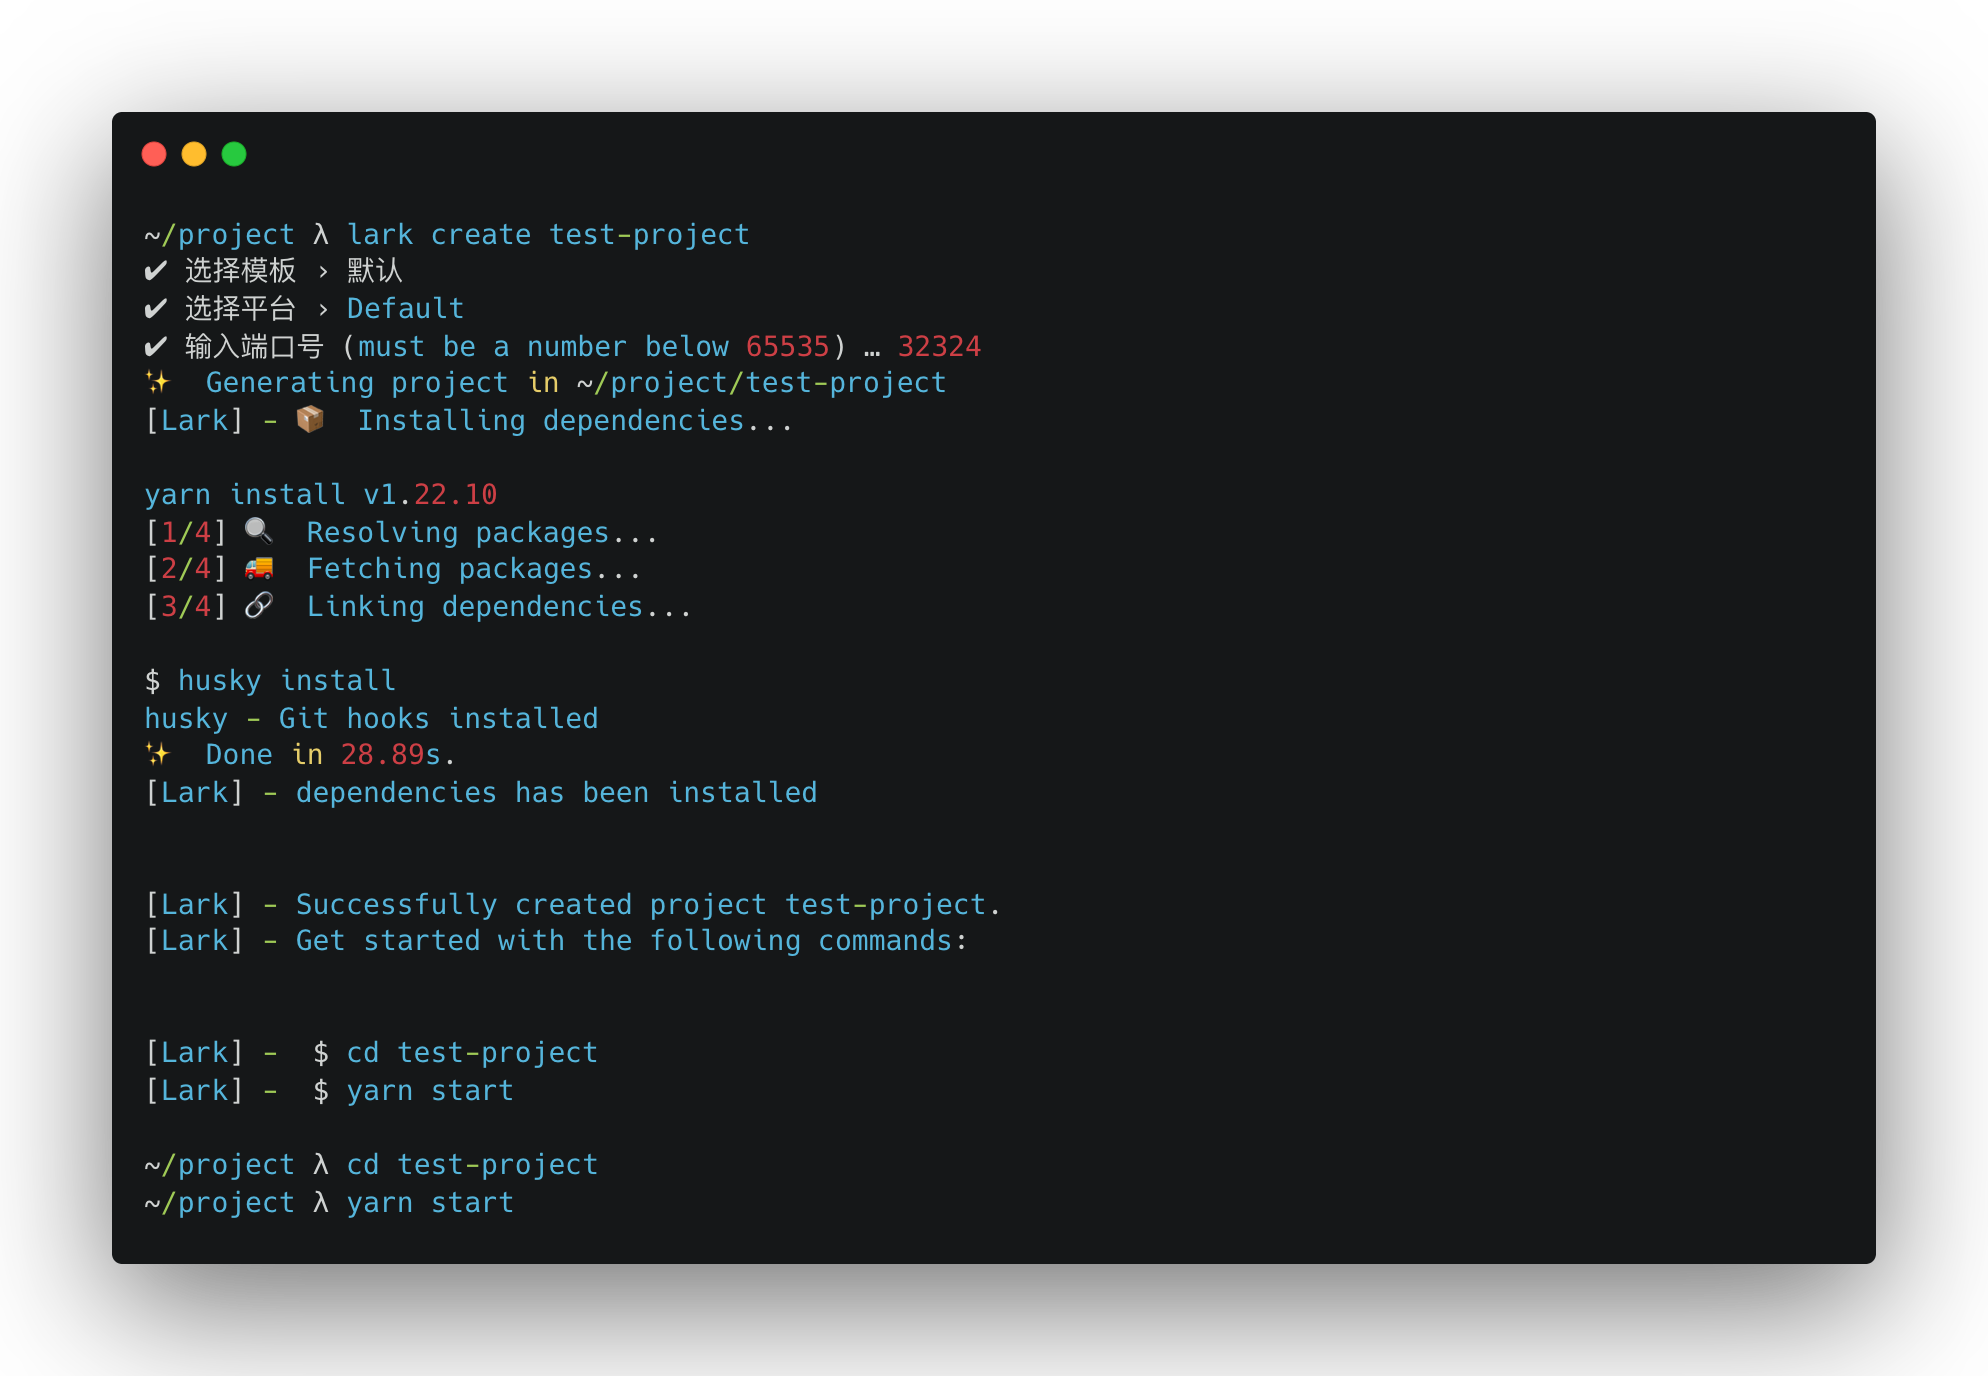 ~/project λ lark create test-project
✔ 选择模板 › 默认
✔ 选择平台 › Default
✔ 输入端口号 (must be a number below 65535) … 32324
✨  Generating project in ~/project/test-project
[Lark] - 📦  Installing dependencies...
yarn install v1.22.10
[1/4] 🔍  Resolving packages...
[2/4] 🚚  Fetching packages...
[3/4] 🔗  Linking dependencies...
$ husky install
husky - Git hooks installed
✨  Done in 28.89s.
[Lark] - dependencies has been installed
[Lark] - Successfully created project test-project.
[Lark] - Get started with the following commands:
[Lark] -  $ cd test-project
[Lark] -  $ yarn start
~/project λ cd test-project
~/project λ yarn start